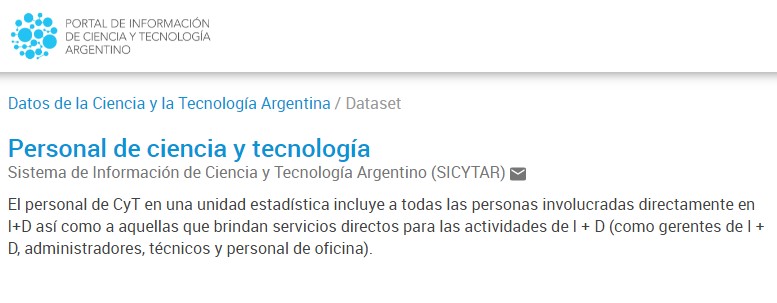 PORTAL DE INFORMACIÓN
DE CIENCIA Y TECNOLOGÍA
ARGENTINO
Datos de la Ciencia y la Tecnología Argentina / Dataset
Personal de ciencia y tecnología
Sistema de Información de Ciencia y Tecnología Argentino (SICYTAR)
El personal de CyT en una unidad estadística incluye a todas las personas involucradas directamente en
I+D así como a aquellas que brindan servicios directos para las actividades de I + D (como gerentes de I +
D, administradores, técnicos y personal de oficina).